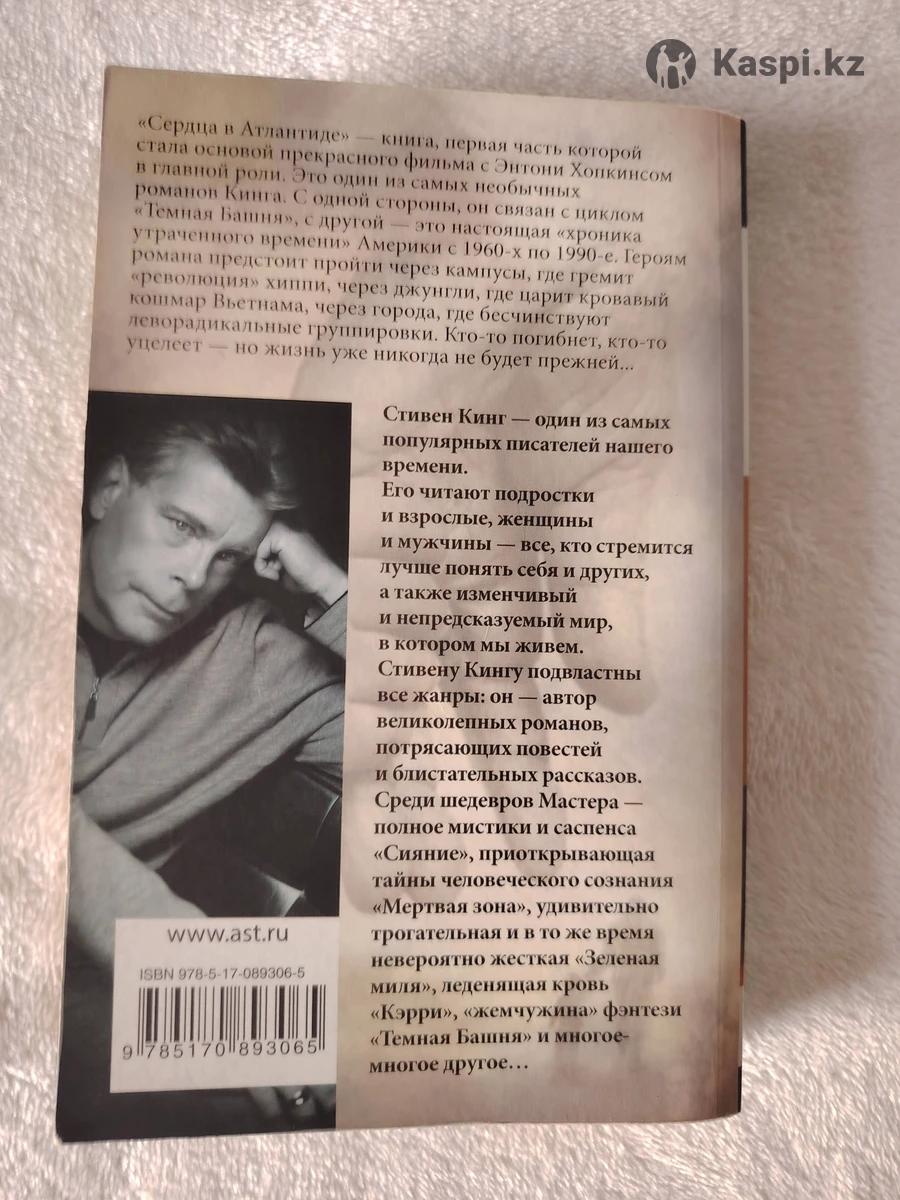 Kaspi.kz
«Сердца в Атлантиде» — книга, первая часть которой
стала основой прекрасного фильма с Энтони Хопкинсом
в главной роли. Это один из самых необычных
романов Кинга. С одной стороны, он связан с циклом
«Темная Башня», с другой — это настоящая «хроника
утраченного времени» Америки с 1960-х по 1990-е. Героям
романа предстоит пройти через кампусы, где гремит
«революция» хиппи, через джунгли, где царит кровавый
кошмар Вьетнама, через города, где бесчинствуют
леворадикальные группировки. Кто-то погибнет, кто-то
уцелеет — но жизнь уже никогда не будет прежней...
Стивен Кинг — один из самых
популярных писателей нашего
времени.
Его читают подростки
и взрослые, женщины
и мужчины — все, кто стремится
лучше понять себя и других,
а также изменчивый
и непредсказуемый мир,
в котором мы живем.
Стивену Кингу подвластны
все жанры: он — автор
великолепных романов,
потрясающих повестей
и блистательных рассказов.
Среди шедевров Мастера —
полное мистики и саспенса
«Сияние», приоткрывающая
тайны человеческого сознания
«Мертвая зона», удивительно
трогательная и в то же время
невероятно жесткая «Зеленая
миля», леденящая кровь
«Кэрри», «жемчужина» фэнтези
«Темная Башня» и многое-
многое другое...
www.ast.ru
ISBN 978-5-17-089306-5
9 785170 893065